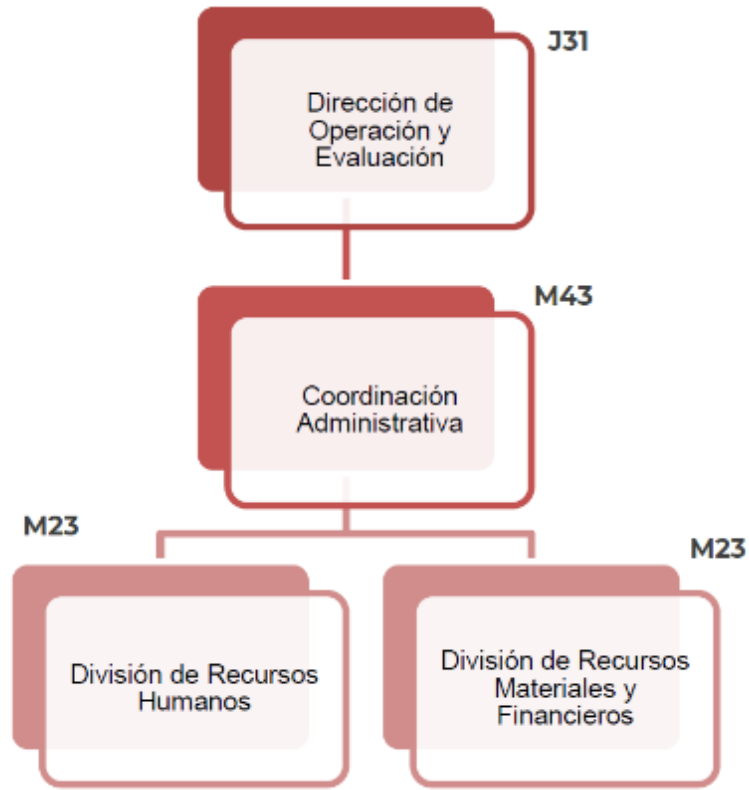 J31
Dirección de
Operación y
Evaluación
M43
Coordinación
Administrativa
M23
División de Recursos
Humanos
M23
División de Recursos
Materiales y
Financieros